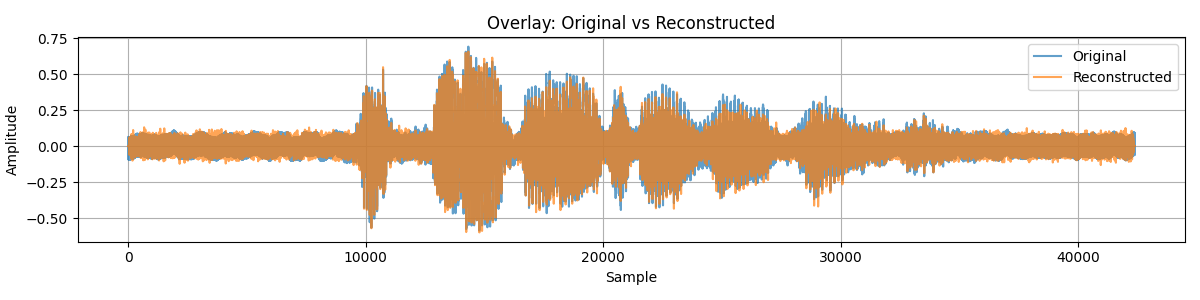 Overlay: Original vs Reconstructed
Amplitude
0.75
0.50
0.25
0.00
−0.25
−0.50
Original
Reconstructed
0
10000
20000
30000
40000
Sample